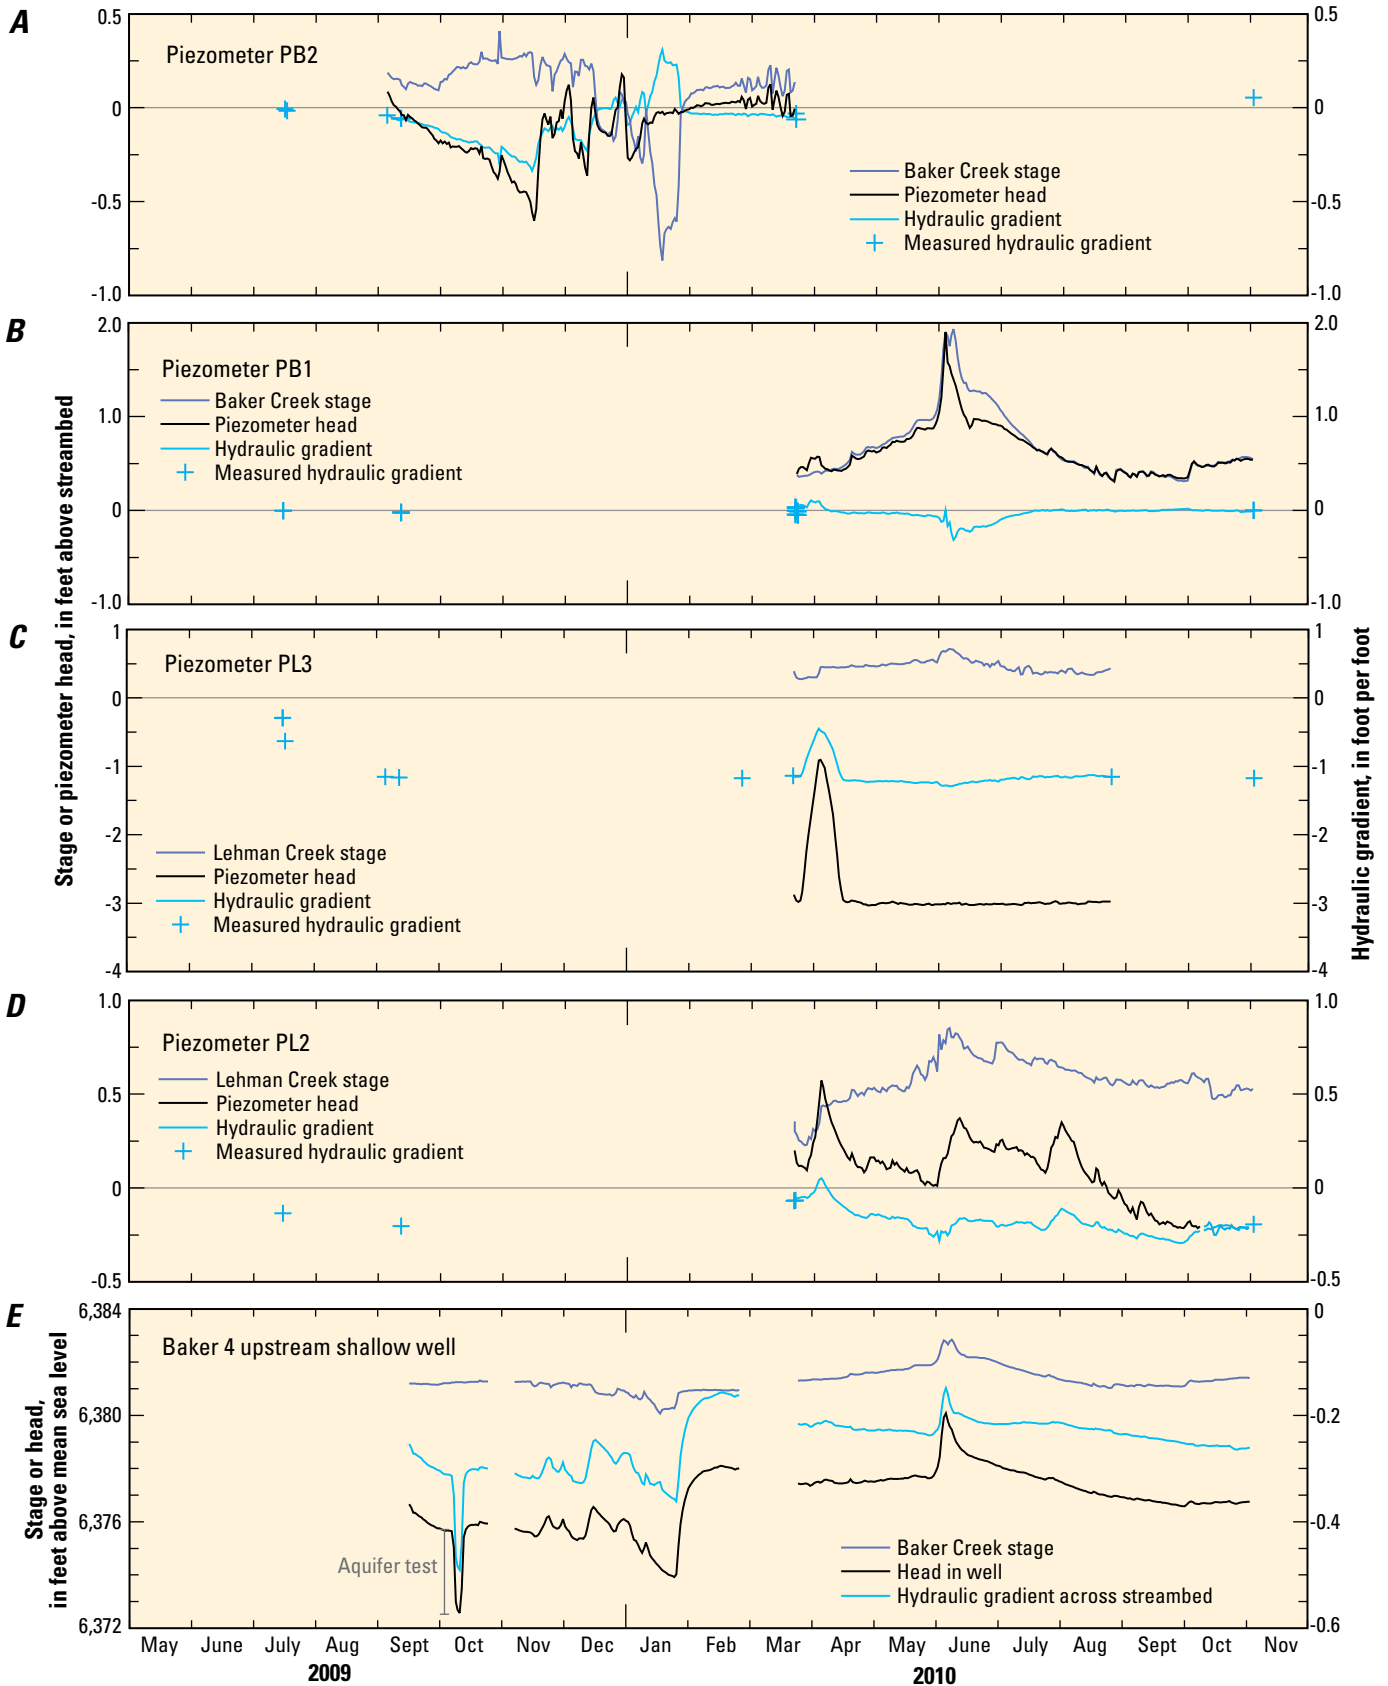 A
Piezometer PB2
0.5
0
-0.5
-1.0
0.5
0
-0.5
-1.0
Baker Creek stage
Piezometer head
Hydraulic gradient
Measured hydraulic gradient
B
Piezometer PB1
2.0
1.0
0
-1.0
2.0
1.0
0
-1.0
Baker Creek stage
Piezometer head
Hydraulic gradient
Measured hydraulic gradient
Stage or piezometer head, in feet above streambed
Hydraulic gradient, in foot per foot
C
Piezometer PL3
1
0
-1
-2
-3
-4
1
0
-1
-2
-3
-4
Lehman Creek stage
Piezometer head
Hydraulic gradient
Measured hydraulic gradient
D
Piezometer PL2
1.0
0.5
0
-0.5
1.0
0.5
0
-0.5
Lehman Creek stage
Piezometer head
Hydraulic gradient
Measured hydraulic gradient
E
Baker 4 upstream shallow well
6,384
6,380
6,376
6,372
0
-0.2
-0.4
-0.6
Stage or head,
in feet above mean sea level
Aquifer test
Baker Creek stage
Head in well
Hydraulic gradient across streambed
May June July Aug Sept Oct Nov Dec Jan Feb Mar Apr May June July Aug Sept Oct Nov
2009 2010